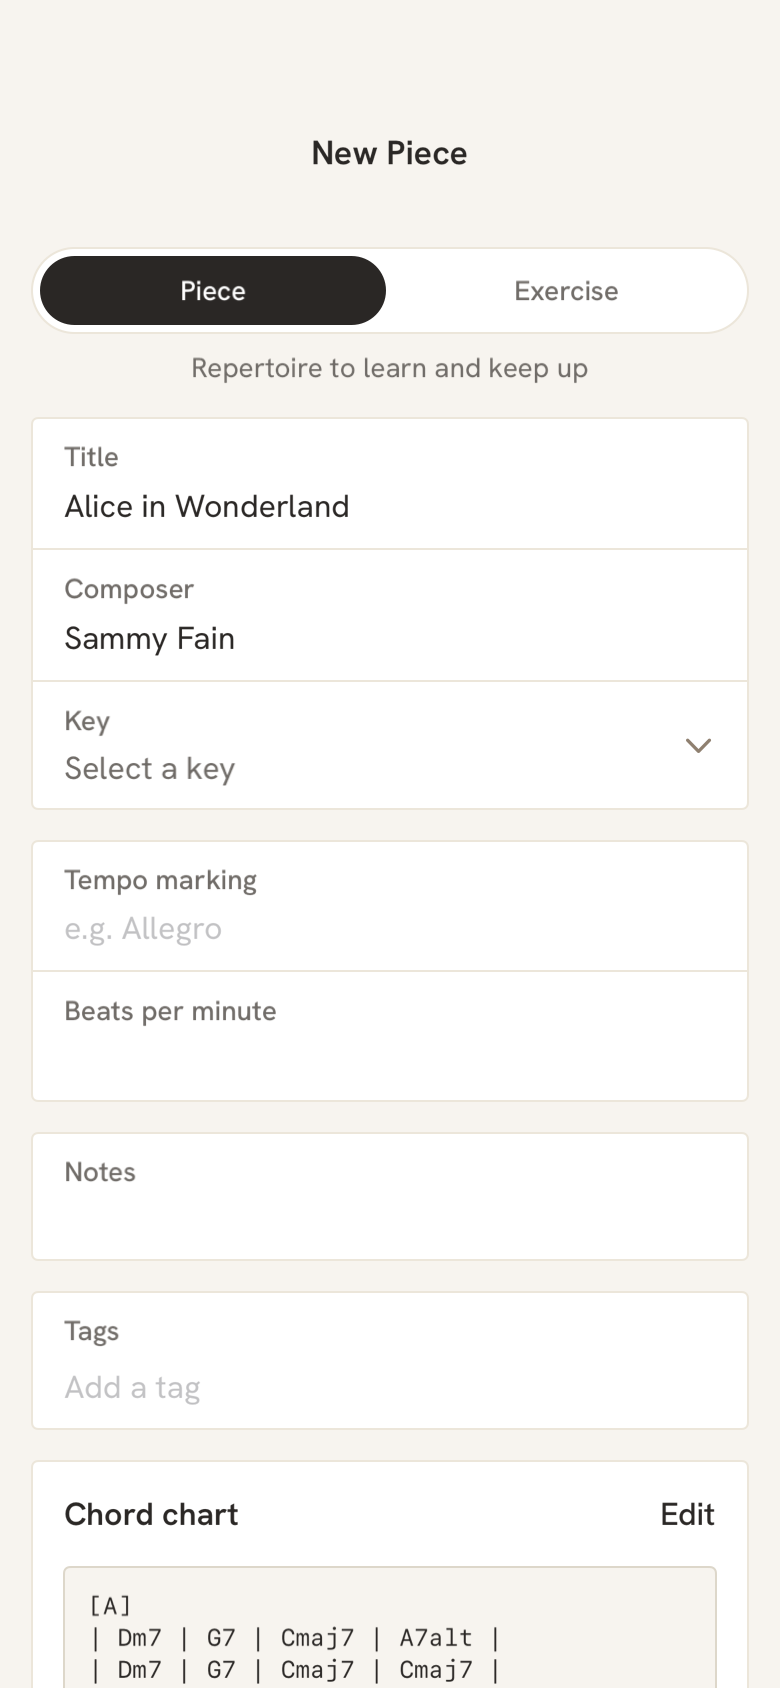 New Piece
Piece
Exercise
Repertoire to learn and keep up
Title
Alice in Wonderland
Composer
Sammy Fain
Key
Select a key
Tempo marking
e.g. Allegro
Beats per minute
Notes
Tags
Add a tag
Chord chart
Edit
[A]
| Dm7 | G7 | Cmaj7 | A7alt |
| Dm7 | G7 | Cmaj7 | Cmaj7 |